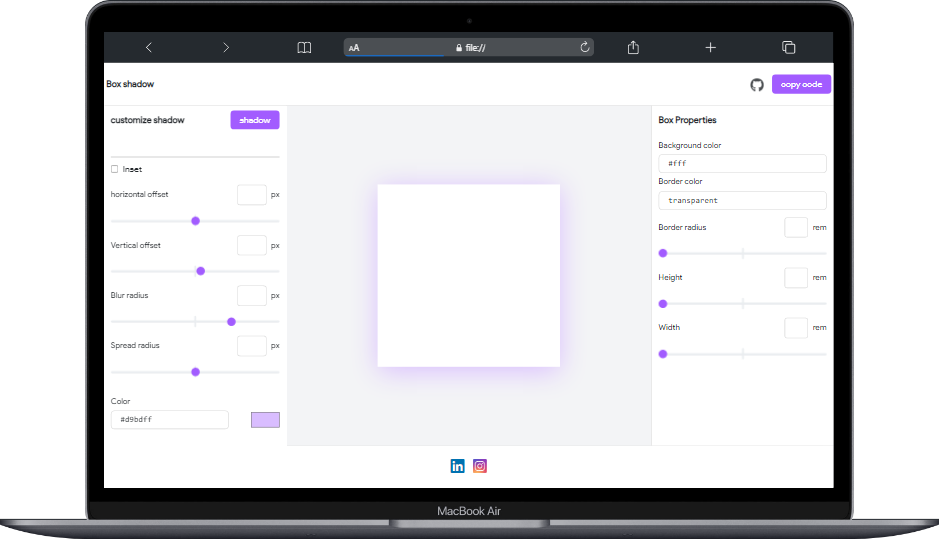 AA file://
Box shadow
copy code
customize shadow
shadow
Inset
horizontal offset
px
Vertical offset
px
Blur radius
px
Spread radius
px
Color
#d9bdff
Box Properties
Background color
#fff
Border color
transparent
Border radius
rem
Height
rem
Width
rem
in
MacBook Air